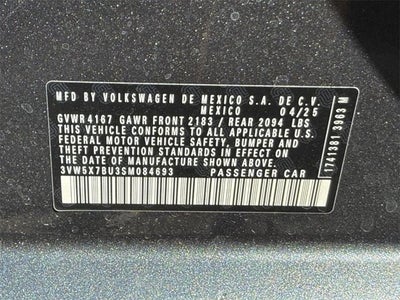 MFD BY VOLKSWAGEN DE MEXICO S.A. DE C.V.
MEXICO 04/25
GVWR 4167 GAWR FRONT 2183 / REAR 2094 LBS
THIS VEHICLE CONFORMS TO ALL APPLICABLE
FEDERAL MOTOR VEHICLE SAFETY, BUMPER AND
THEFT PREVENTION STANDARDS IN EFFECT ON THE
DATE OF MANUFACTURE SHOWN ABOVE.
3VW5X7BU3SM084693 PASSENGER CAR
1741381 3963 M